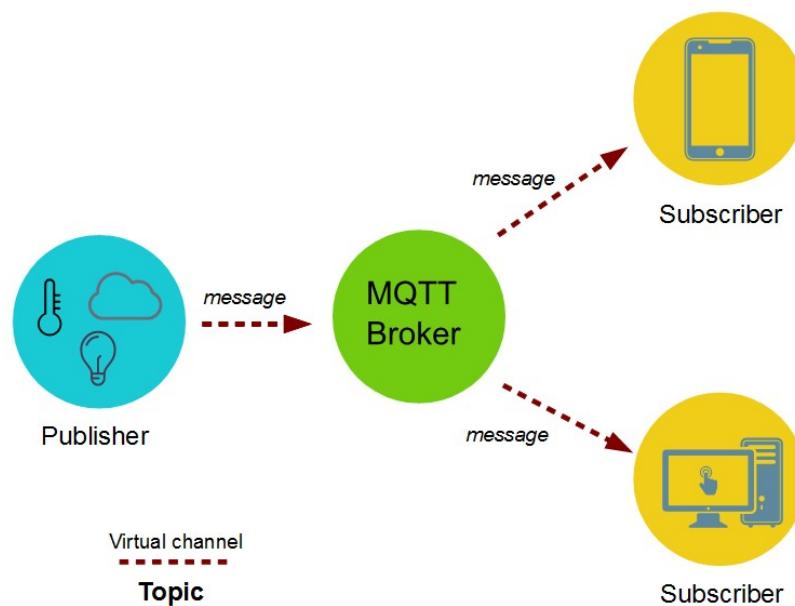 message
Subscriber
message
MQTT
Broker
Publisher
message
Virtual channel
Topic
Subscriber